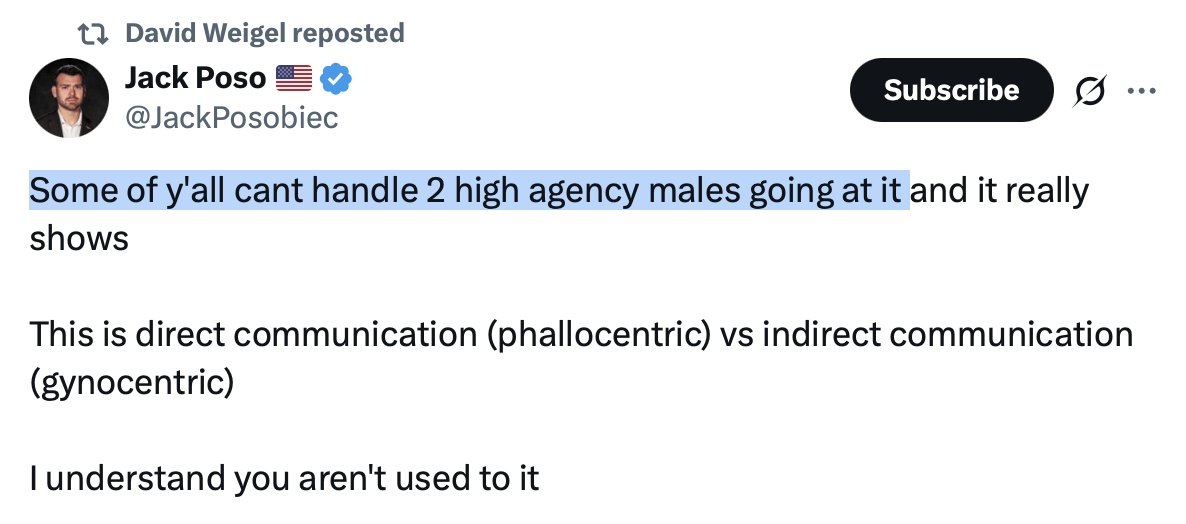 David Weigel reposted
Jack Poso 🇺🇸
@JackPosobiec
Subscribe
Some of y'all cant handle 2 high agency males going at it and it really
shows
This is direct communication (phallocentric) vs indirect communication
(gynocentric)
I understand you aren't used to it